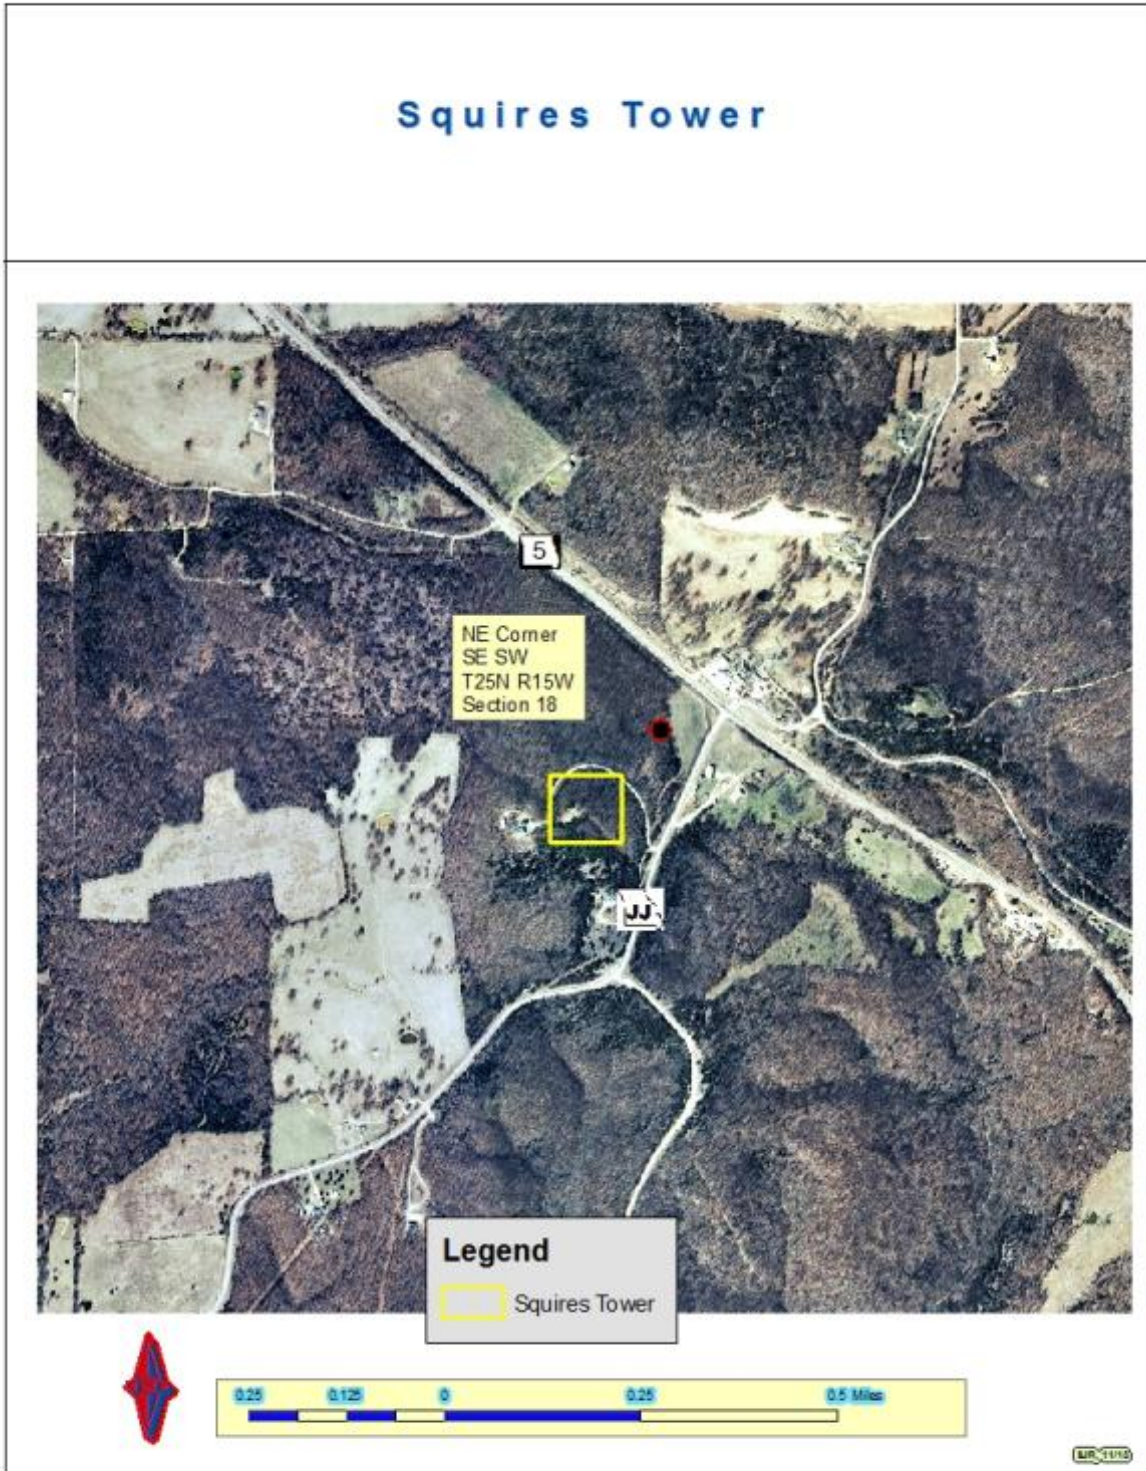 Squires Tower
5
NE Corner
SE SW
T25N R15W
Section 18
JJ
Legend
Squires Tower
0.25 0.125 0 0.25 0.5 Miles